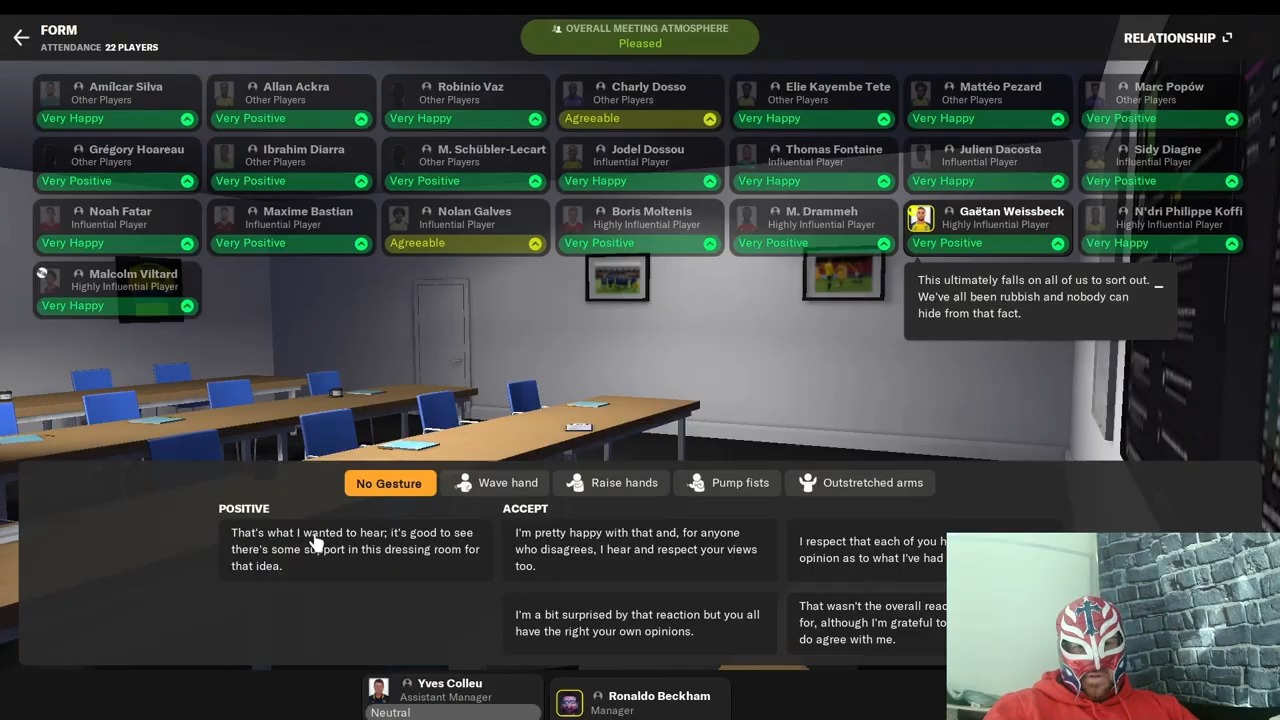 FORM
ATTENDANCE 22 PLAYERS
OVERALL MEETING ATMOSPHERE
Pleased
RELATIONSHIP
Amílcar Silva
Other Players
Very Happy
Allan Ackra
Other Players
Very Positive
Robinio Vaz
Other Players
Very Happy
Charly Dosso
Other Players
Agreeable
Elie Kayembe Tete
Other Players
Very Happy
Mattéo Pezard
Other Players
Very Happy
Marc Popów
Other Players
Very Positive
Grégory Hoareau
Other Players
Very Positive
Ibrahim Diarra
Other Players
Very Positive
M. Schübler-Lecart
Other Players
Very Positive
Jodel Dossou
Influential Player
Very Happy
Thomas Fontaine
Influential Player
Very Happy
Julien Dacosta
Influential Player
Very Happy
Sidy Diagne
Influential Player
Very Positive
Noah Fatar
Influential Player
Very Happy
Maxime Bastian
Influential Player
Very Positive
Nolan Galves
Influential Player
Agreeable
Boris Moltenis
Highly Influential Player
Very Positive
M. Drammeh
Highly Influential Player
Very Positive
Gaëtan Weissbeck
Highly Influential Player
Very Positive
N'dri Philippe Koffi
Highly Influential Player
Very Happy
Malcolm Viltard
Highly Influential Player
Very Happy
This ultimately falls on all of us to sort out.
We've all been rubbish and nobody can
hide from that fact.
No Gesture
Wave hand
Raise hands
Pump fists
Outstretched arms
POSITIVE
That's what I wanted to hear; it's good to see
there's some support in this dressing room for
that idea.
ACCEPT
I'm pretty happy with that and, for anyone
who disagrees, I hear and respect your views
too.
I respect that each of you h
opinion as to what I've had
I'm a bit surprised by that reaction but you all
have the right your own opinions.
That wasn't the overall reac
for, although I'm grateful to
do agree with me.
Yves Colleu
Assistant Manager
Neutral
Ronaldo Beckham
Manager